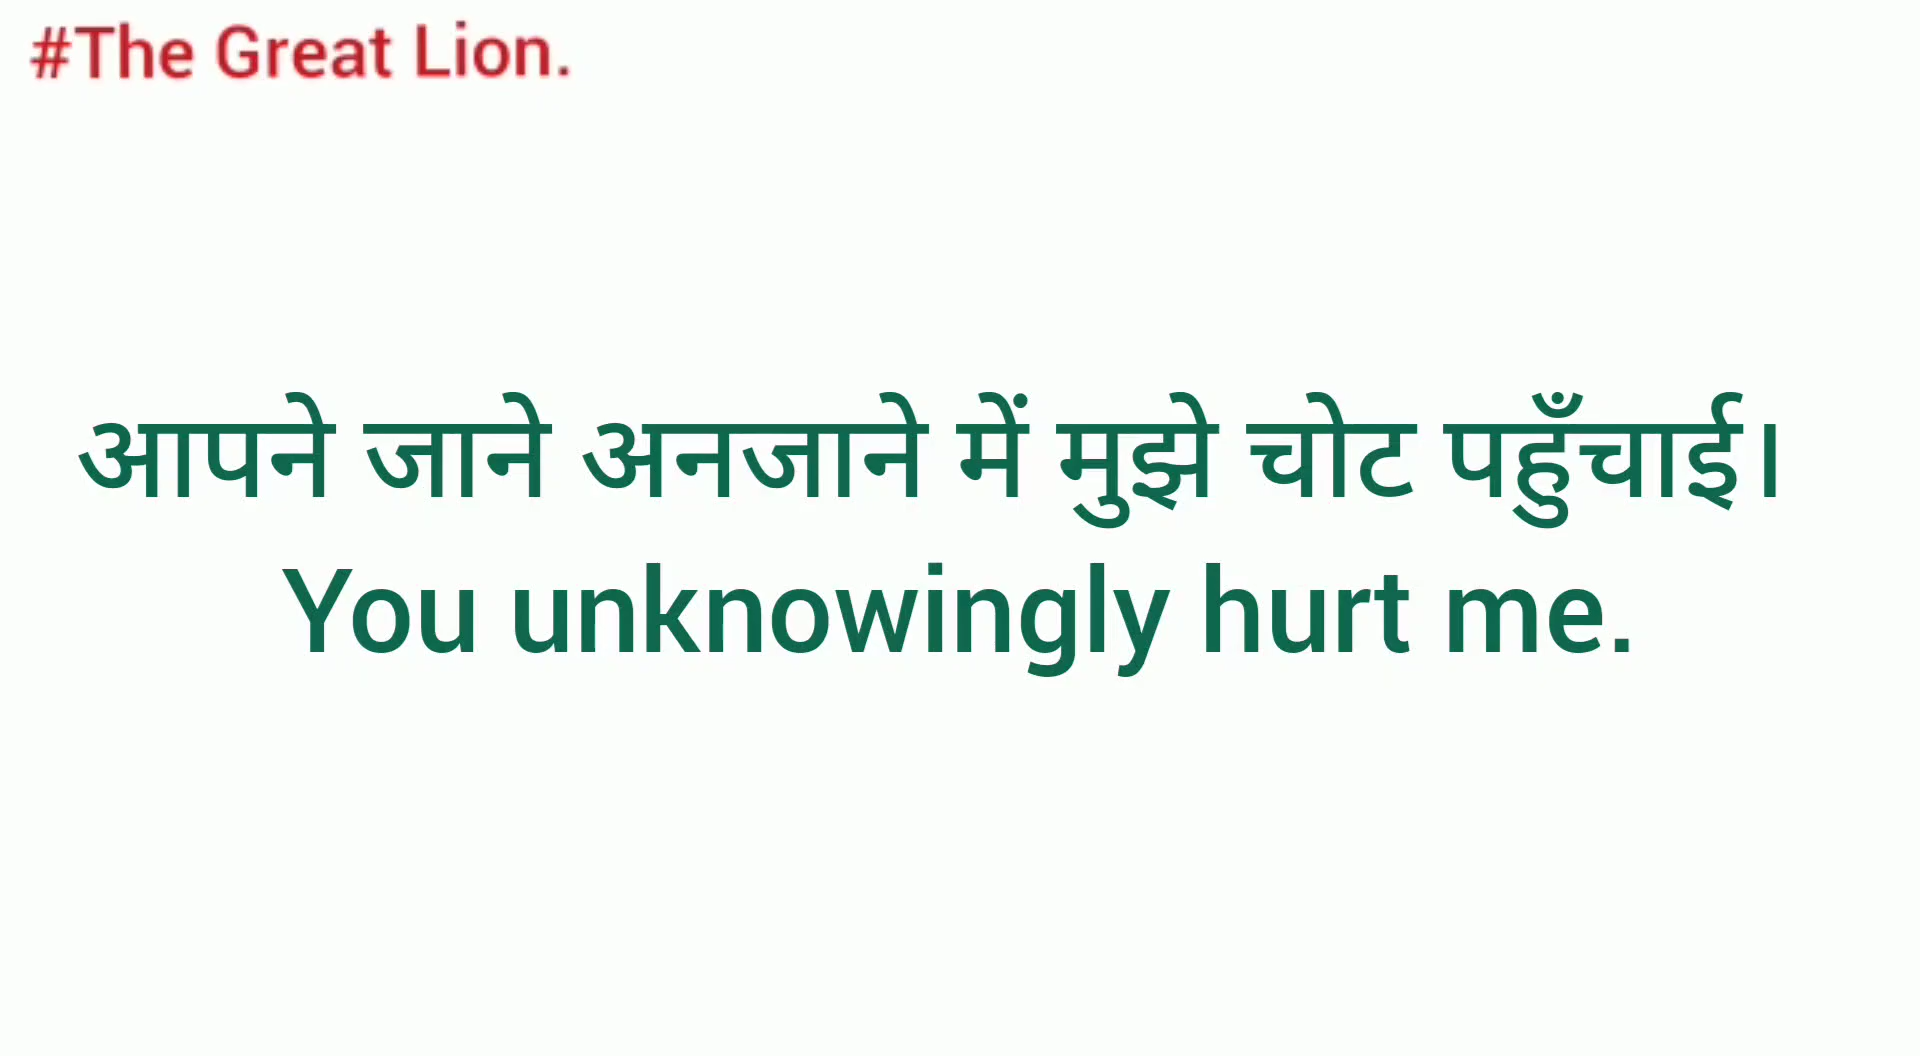 #The Great Lion.
आपने जाने अनजाने में मुझे चोट पहुँचाई।
You unknowingly hurt me.